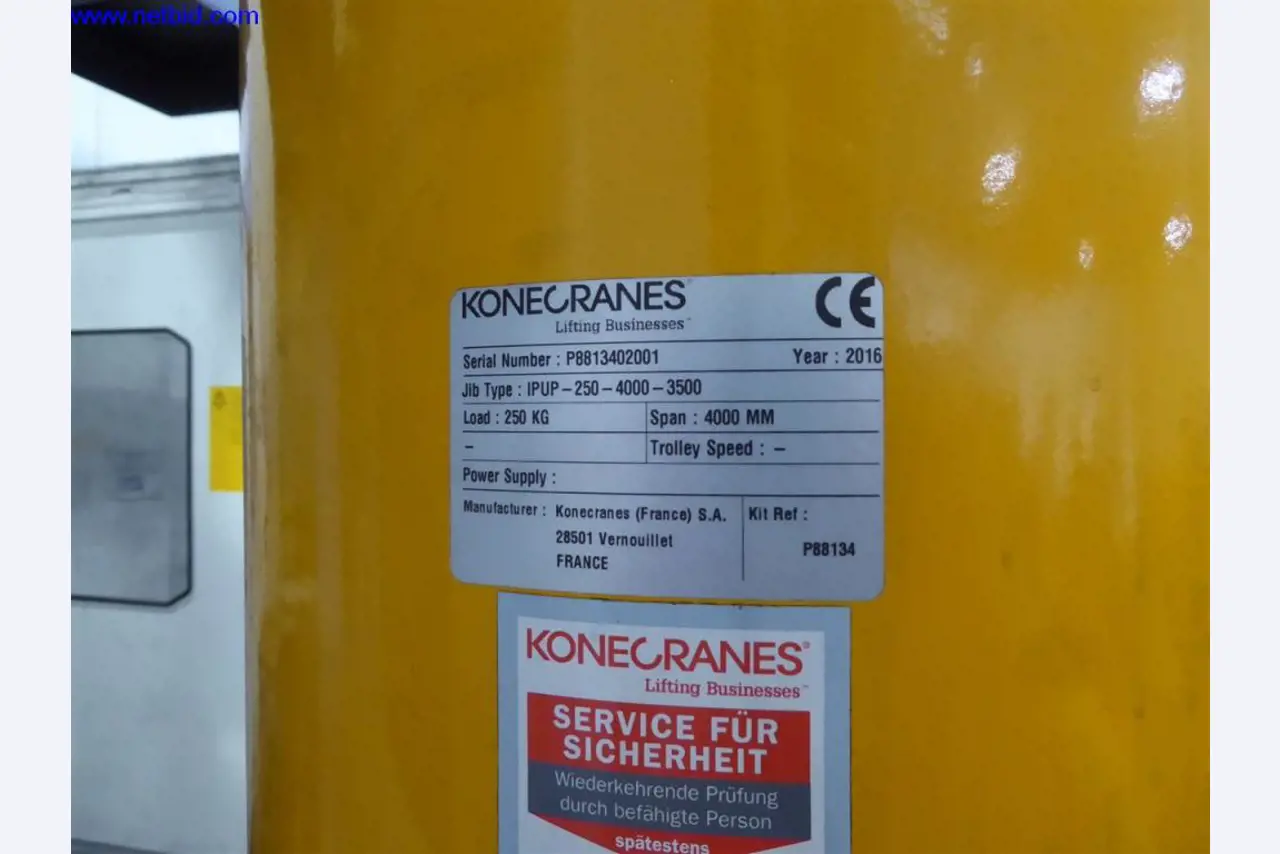 www.netbid.com
KONECRANES
Lifting Businesses™
CE
Serial Number : P8813402001 Year : 2016
Jib Type : IPUP-250-4000-3500
Load : 250 KG Span : 4000 MM
- Trolley Speed : -
Power Supply :
Manufacturer : Konecranes (France) S.A. Kit Ref :
28501 Vernouillet
P88134
FRANCE
KONECRANES®
Lifting Businesses™
SERVICE FÜR
SICHERHEIT
Wiederkehrende Prüfung
durch befähigte Person
spätestens